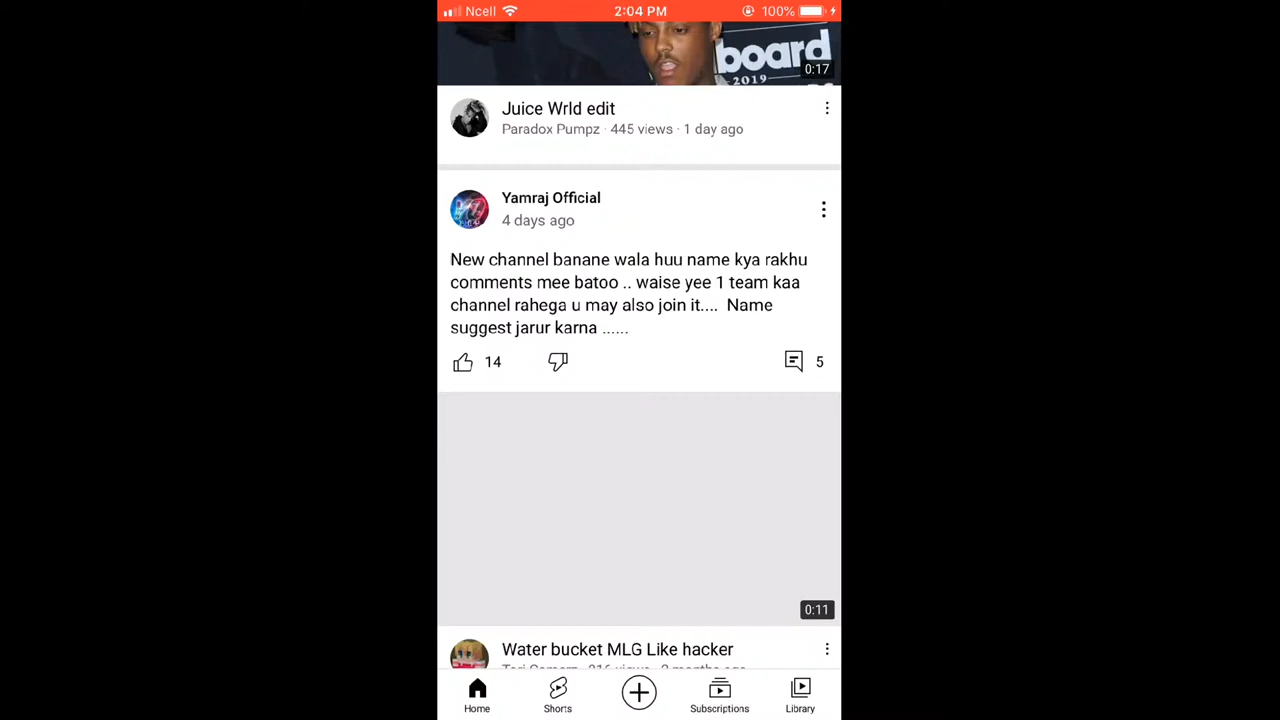 Ncell 2:04 PM 100%
board
2019
0:17
Juice Wrld edit
Paradox Pumpz · 445 views · 1 day ago
Yamraj Official
4 days ago
New channel banane wala huu name kya rakhu
comments mee batoo .. waise yee 1 team kaa
channel rahega u may also join it.... Name
suggest jarur karna ......
14 5
0:11
Water bucket MLG Like hacker
Home Shorts Subscriptions Library